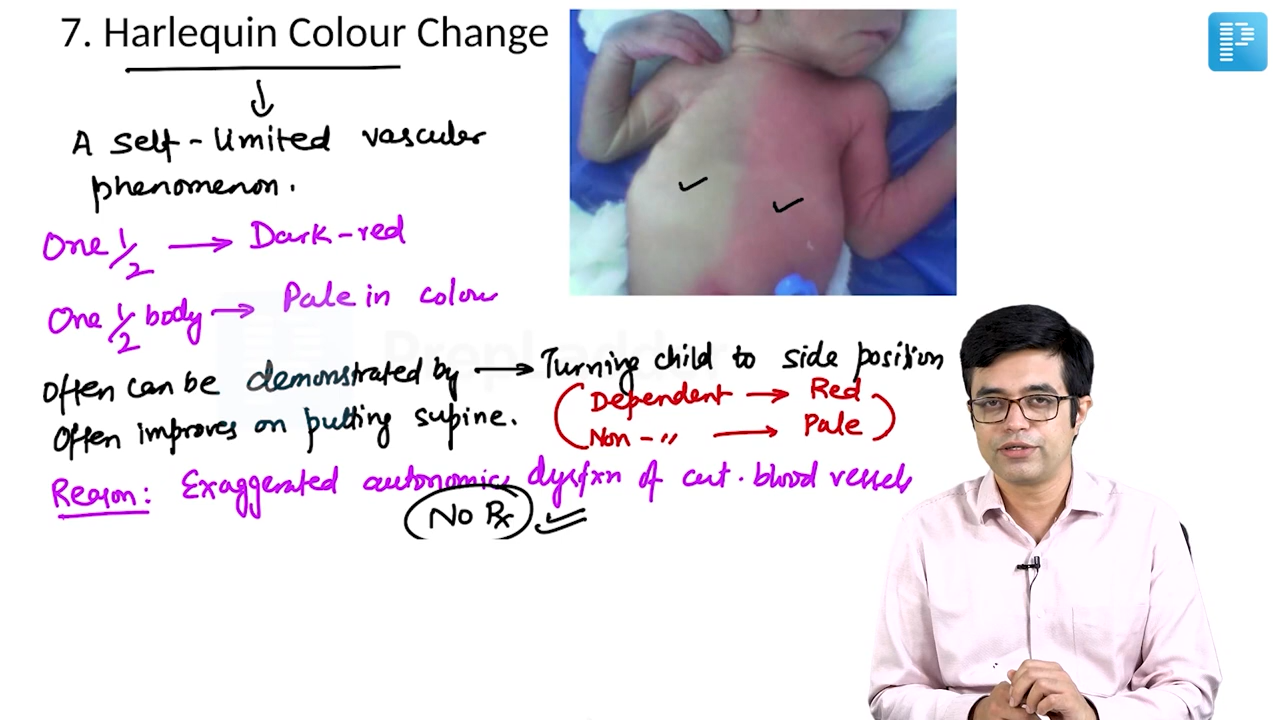 7. Harlequin Colour Change
A self-limited vascular
phenomenon.
One 1/2 → Dark-red
One 1/2 body → Pale in colour
Often can be demonstrated by → Turning child to side position
Often improves on putting supine.
(Dependent → Red
Non-〃 → Pale)
Reason: Exaggerated autonomic dysfxn of cut. blood vessels
No Rx
PrepLadder